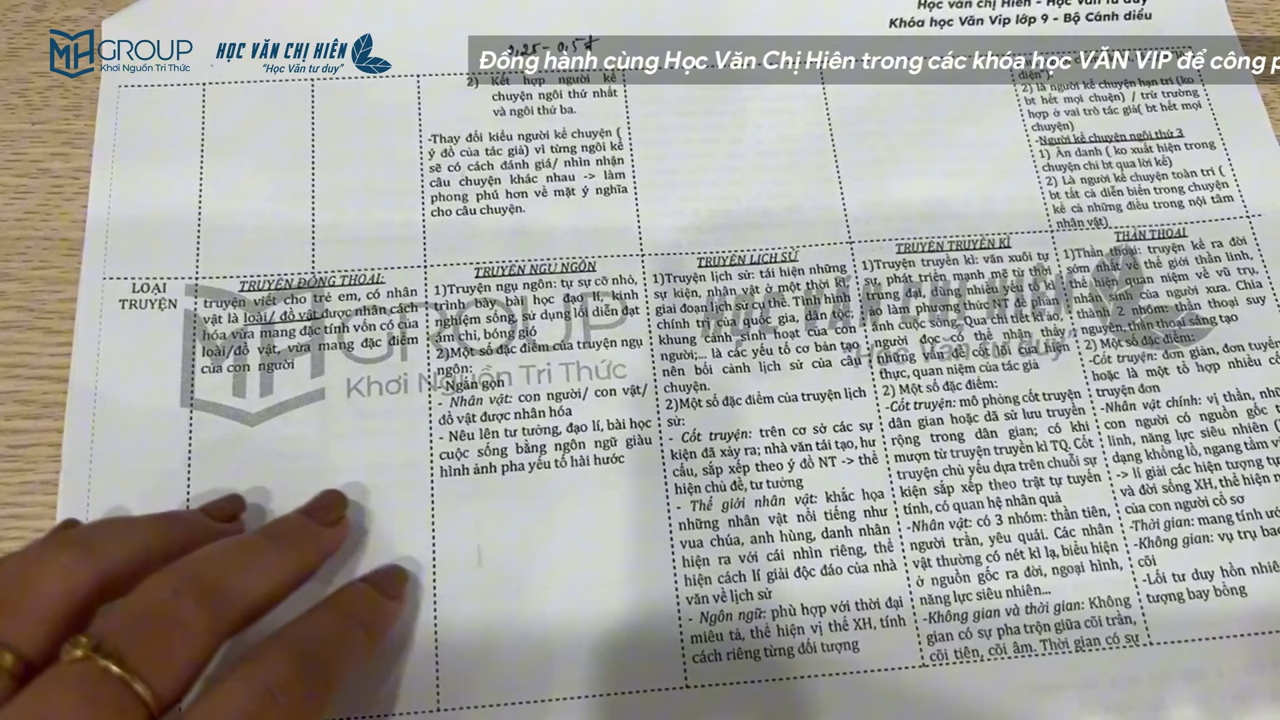 Học văn chị Hiên - Học văn tư duy
Khóa học Văn Vip lớp 9 - Bộ Cánh diều
MH GROUP
Khơi Nguồn Tri Thức
HỌC VĂN CHỊ HIÊN
"Học Văn tư duy"
Đồng hành cùng Học Văn Chị Hiên trong các khóa học VĂN VIP để công p
0,25 - 0,5đ
2) Kết hợp người kể
chuyện ngôi thứ nhất
và ngôi thứ ba.
-Thay đổi kiểu người kể chuyện (
ý đồ của tác giả) vì từng ngôi kể
sẽ có cách đánh giá/ nhìn nhận
câu chuyện khác nhau -> làm
phong phú hơn về mặt ý nghĩa
cho câu chuyện.
diện").
2) là người kể chuyện hạn tri (ko
bt hết mọi chuyện) / trừ trường
hợp ở vai trò tác giả( bt hết mọi
chuyện)
-Người kể chuyện ngôi thứ 3
1) Ẩn danh ( ko xuất hiện trong
chuyện chỉ bt qua lời kể)
2) Là người kể chuyện toàn tri (
bt tất cả diễn biến trong chuyện
kể cả những điều trong nội tâm
nhân vật)
LOẠI
TRUYỆN
TRUYỆN ĐỒNG THOẠI:
truyện viết cho trẻ em, có nhân
vật là loài/ đồ vật được nhân cách
hóa vừa mang đặc tính vốn có của
loài/đồ vật, vừa mang đặc điểm
của con người
TRUYỆN NGỤ NGÔN
1)Truyện ngụ ngôn: tự sự cỡ nhỏ,
trình bày bài học đạo lí, kinh
nghiệm sống, sử dụng lối diễn đạt
ám chỉ, bóng gió
2)Một số đặc điểm của truyện ngụ
ngôn:
- Ngắn gọn
- Nhân vật: con người/ con vật/
đồ vật được nhân hóa
- Nêu lên tư tưởng, đạo lí, bài học
cuộc sống bằng ngôn ngữ giàu
hình ảnh pha yếu tố hài hước
TRUYỆN LỊCH SỬ
1)Truyện lịch sử: tái hiện những
sự kiện, nhân vật ở một thời kì,
giai đoạn lịch sử cụ thể. Tình hình
chính trị của quốc gia, dân tộc;
khung cảnh sinh hoạt của con
người;... là các yếu tố cơ bản tạo
nên bối cảnh lịch sử của câu
chuyện.
2)Một số đặc điểm của truyện lịch
sử:
- Cốt truyện: trên cơ sở các sự
kiện đã xảy ra; nhà văn tái tạo, hư
cấu, sắp xếp theo ý đồ NT -> thể
hiện chủ đề, tư tưởng
- Thế giới nhân vật: khắc họa
những nhân vật nổi tiếng như
vua chúa, anh hùng, danh nhân
hiện ra với cái nhìn riêng, thể
hiện cách lí giải độc đáo của nhà
văn về lịch sử
- Ngôn ngữ: phù hợp với thời đại
miêu tả, thể hiện vị thế XH, tính
cách riêng từng đối tượng
TRUYỆN TRUYỀN KÌ
1)Truyện truyền kì: văn xuôi tự
sự, phát triển mạnh mẽ từ thời
trung đại, dùng nhiều yếu tố kì
ảo làm phương thức NT để phản
ánh cuộc sống. Qua chi tiết kì ảo,
người đọc có thể nhận thấy
những vấn đề cốt lõi của hiện
thực, quan niệm của tác giả
2) Một số đặc điểm:
-Cốt truyện: mô phỏng cốt truyện
dân gian hoặc dã sử lưu truyền
rộng trong dân gian; có khi
mượn từ truyện truyền kì TQ. Cốt
truyện chủ yếu dựa trên chuỗi sự
kiện sắp xếp theo trật tự tuyến
tính, có quan hệ nhân quả
-Nhân vật: có 3 nhóm: thần tiên,
người trần, yêu quái. Các nhân
vật thường có nét kì lạ, biểu hiện
ở nguồn gốc ra đời, ngoại hình,
năng lực siêu nhiên...
-Không gian và thời gian: Không
gian có sự pha trộn giữa cõi trần,
cõi tiên, cõi âm. Thời gian có sự
THẦN THOẠI
1)Thần thoại: truyện kể ra đời
sớm nhất về thế giới thần linh,
thể hiện quan niệm về vũ trụ,
nhân sinh của người xưa. Chia
thành 2 nhóm: thần thoại suy
nguyên, thần thoại sáng tạo
2) Một số đặc điểm:
-Cốt truyện: đơn giản, đơn tuyến
hoặc là một tổ hợp nhiều c
truyện đơn
-Nhân vật chính: vị thần, nh
con người có nguồn gốc
linh, năng lực siêu nhiên (
dạng khổng lồ, ngang tầm v
-> lí giải các hiện tượng tự
và đời sống XH, thể hiện n
của con người cổ sơ
-Thời gian: mang tính ướ
-Không gian: vũ trụ bao
cõi
-Lối tư duy hồn nhiê
tượng bay bổng
MH GROUP
Khơi Nguồn Tri Thức
HỌC VĂN CHỊ HIÊN
"Học Văn tư duy"